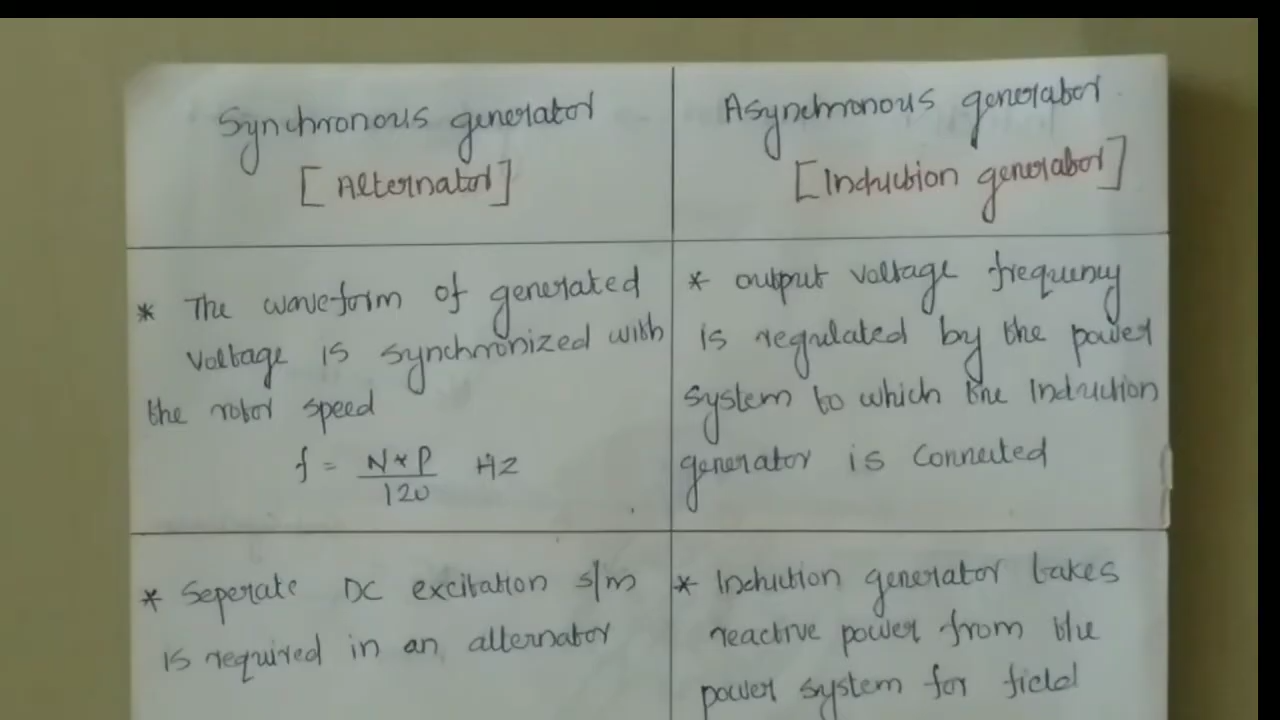 Synchronous generator
[Alternator]
Asynchronous generator
[Induction generator]
* The waveform of generated
voltage is synchronized with
the rotor speed
f = N*P/120 HZ
* output voltage frequency
is regulated by the power
system to which the Induction
generator is connected
* Seperate DC excitation s/m
is required in an alternator
* Induction generator takes
reactive power from the
power system for field